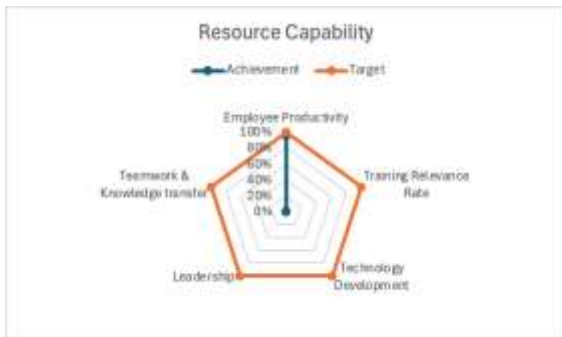 Resource Capability
Achievement
Target
Employee Productivity
100%
80%
60%
40%
20%
0%
Training Relevance
Rate
Technology
Development
Leadership
Teamwork &
Knowledge transfer